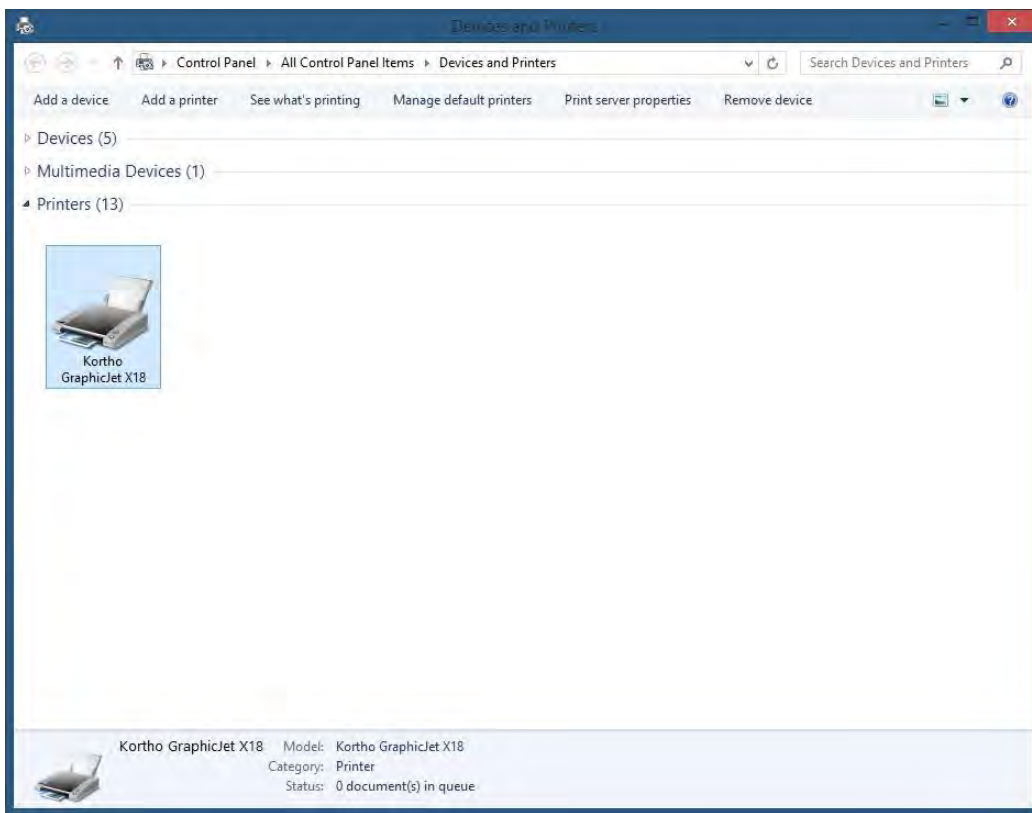 Devices and Printers
Control Panel All Control Panel Items Devices and Printers Search Devices and Printers
Add a device Add a printer See what's printing Manage default printers Print server properties Remove device
Devices (5)
Multimedia Devices (1)
Printers (13)
Kortho
GraphicJet X18
Kortho GraphicJet X18 Model: Kortho GraphicJet X18
Category: Printer
Status: 0 document(s) in queue